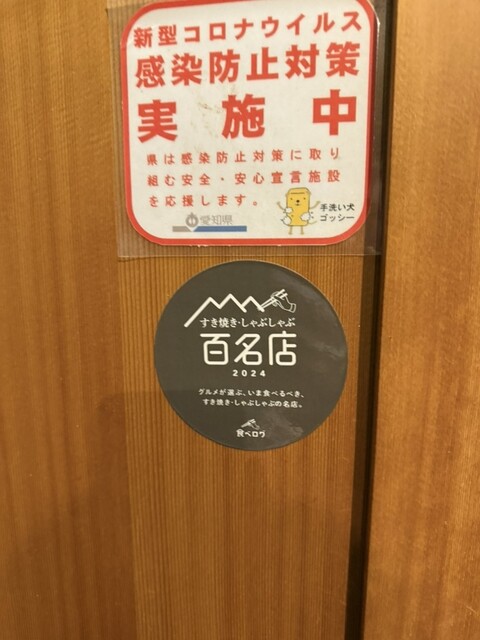 新型コロナウイルス
感染防止対策
実施中
県は感染防止対策に取り
組む安全・安心宣言施設
を応援します。
愛知県
手洗い犬
ゴッシー
すき焼き・しゃぶしゃぶ
百名店
2024
グルメが選ぶ、いま食べるべき、
すき焼き・しゃぶしゃぶの名店。
食べログ